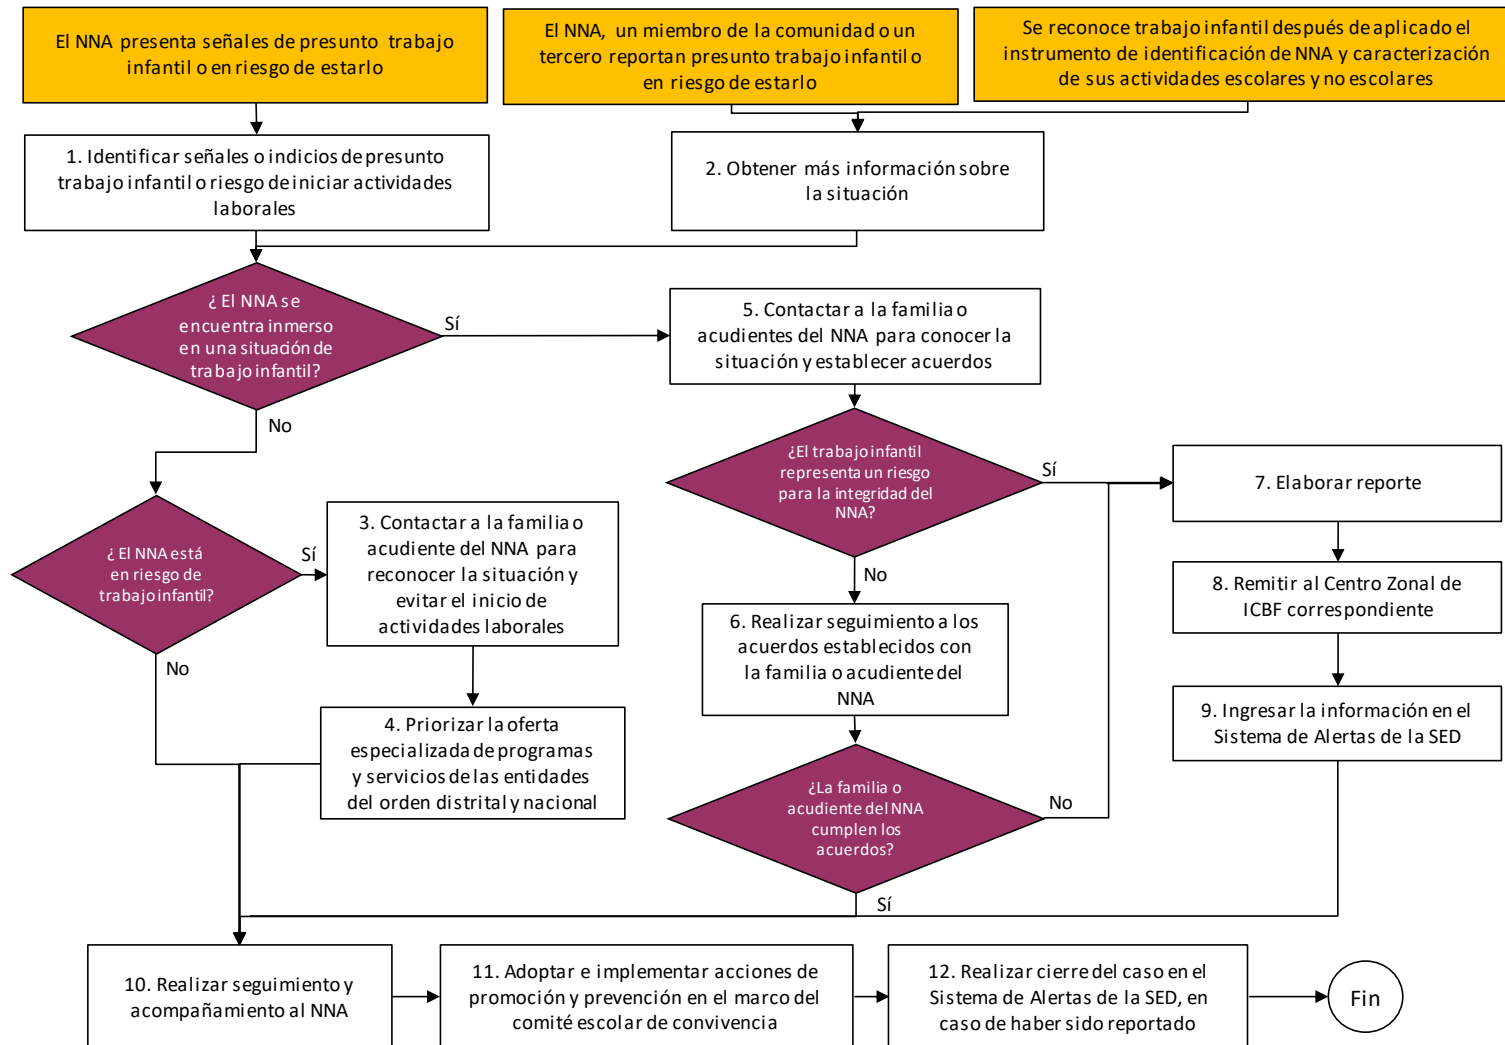 El NNA presenta señales de presunto trabajo
infantil o en riesgo de estarlo
El NNA, un miembro de la comunidad o un
tercero reportan presunto trabajo infantil o
en riesgo de estarlo
Se reconoce trabajo infantil después de aplicado el
instrumento de identificación de NNA y caracterización
de sus actividades escolares y no escolares
1. Identificar señales o indicios de presunto
trabajo infantil o riesgo de iniciar actividades
laborales
2. Obtener más información sobre
la situación
¿ El NNA se
encuentra inmerso
en una situación de
trabajo infantil?
Sí
No
5. Contactar a la familia o
acudientes del NNA para conocer la
situación y establecer acuerdos
¿El trabajo infantil
representa un riesgo
para la integridad del
NNA?
Sí
No
7. Elaborar reporte
¿ El NNA está
en riesgo de
trabajo infantil?
Sí
No
3. Contactar a la familia o
acudiente del NNA para
reconocer la situación y
evitar el inicio de
actividades laborales
8. Remitir al Centro Zonal de
ICBF correspondiente
6. Realizar seguimiento a los
acuerdos establecidos con
la familia o acudiente del
NNA
4. Priorizar la oferta
especializada de programas
y servicios de las entidades
del orden distrital y nacional
9. Ingresar la información en el
Sistema de Alertas de la SED
¿La familia o
acudiente del NNA
cumplen los
acuerdos?
No
Sí
10. Realizar seguimiento y
acompañamiento al NNA
11. Adoptar e implementar acciones de
promoción y prevención en el marco del
comité escolar de convivencia
12. Realizar cierre del caso en el
Sistema de Alertas de la SED, en
caso de haber sido reportado
Fin